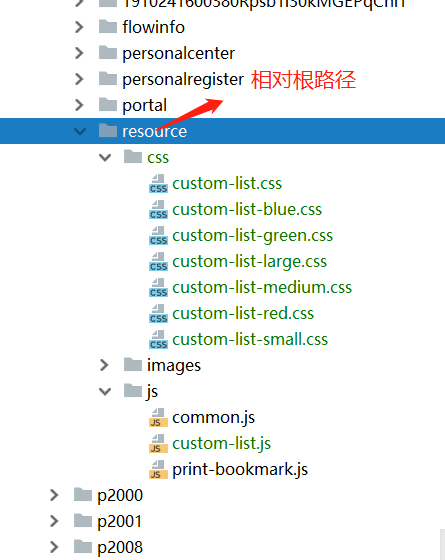 flowinfo
personalcenter
personalregister 相对根路径
portal
resource
css
CSS custom-list.css
CSS custom-list-blue.css
CSS custom-list-green.css
CSS custom-list-large.css
CSS custom-list-medium.css
CSS custom-list-red.css
CSS custom-list-small.css
images
js
JS common.js
JS custom-list.js
JS print-bookmark.js
p2000
p2001
p2008